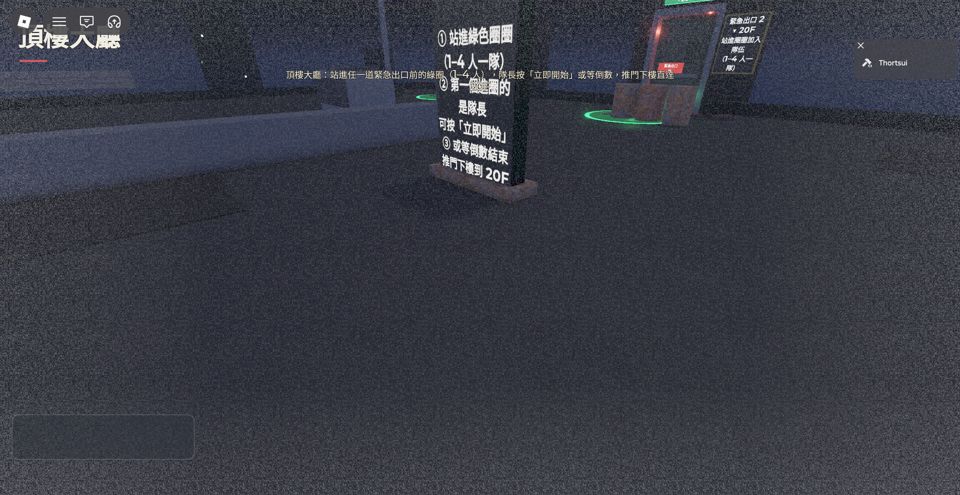 頂樓大廳
頂樓大廳：站進任一道緊急出口前的綠圈（1–4 人），隊長按「立即開始」或等倒數，推門下樓直達
① 站進綠色圈圈
（1–4 人一隊）
② 第一個進圈的
是隊長
可按「立即開始」
③ 或等倒數結束
推門下樓到 20F
緊急出口 2
▼ 20F
站進圈圈加入
隊伍
（1–4 人一
隊）
Thortsui